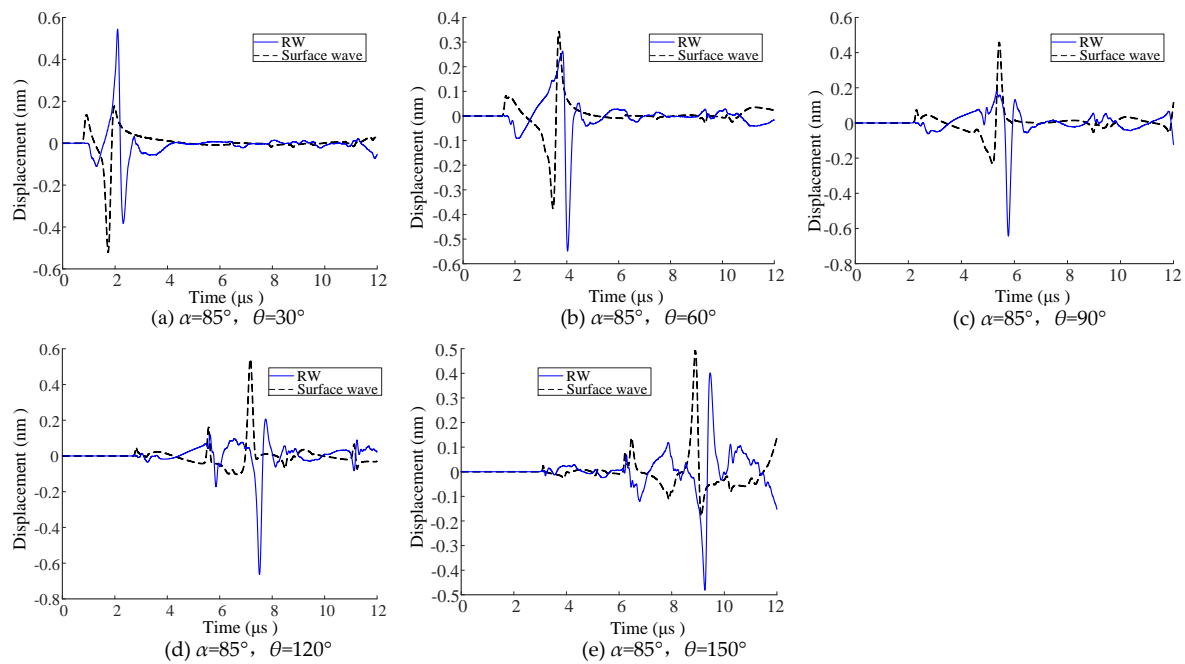 0.6
0.4
0.2
0
-0.2
-0.4
-0.6
Displacement (nm )
RW
Surface wave
0 2 4 6 8 10 12
Time (μs )
(a) α=85°, θ=30°
0.4
0.3
0.2
0.1
0
-0.1
-0.2
-0.3
-0.4
-0.5
-0.6
Displacement (nm )
RW
Surface wave
0 2 4 6 8 10 12
Time (μs )
(b) α=85°, θ=60°
0.6
0.4
0.2
0
-0.2
-0.4
-0.6
-0.8
Displacement (nm )
RW
Surface wave
0 2 4 6 8 10 12
Time (μs )
(c) α=85°, θ=90°
0.6
0.4
0.2
0
-0.2
-0.4
-0.6
-0.8
Displacement (nm )
RW
Surface wave
0 2 4 6 8 10 12
Time (μs )
(d) α=85°, θ=120°
0.5
0.4
0.3
0.2
0.1
0
-0.1
-0.2
-0.3
-0.4
-0.5
Displacement (nm )
RW
Surface wave
0 2 4 6 8 10 12
Time (μs )
(e) α=85°, θ=150°